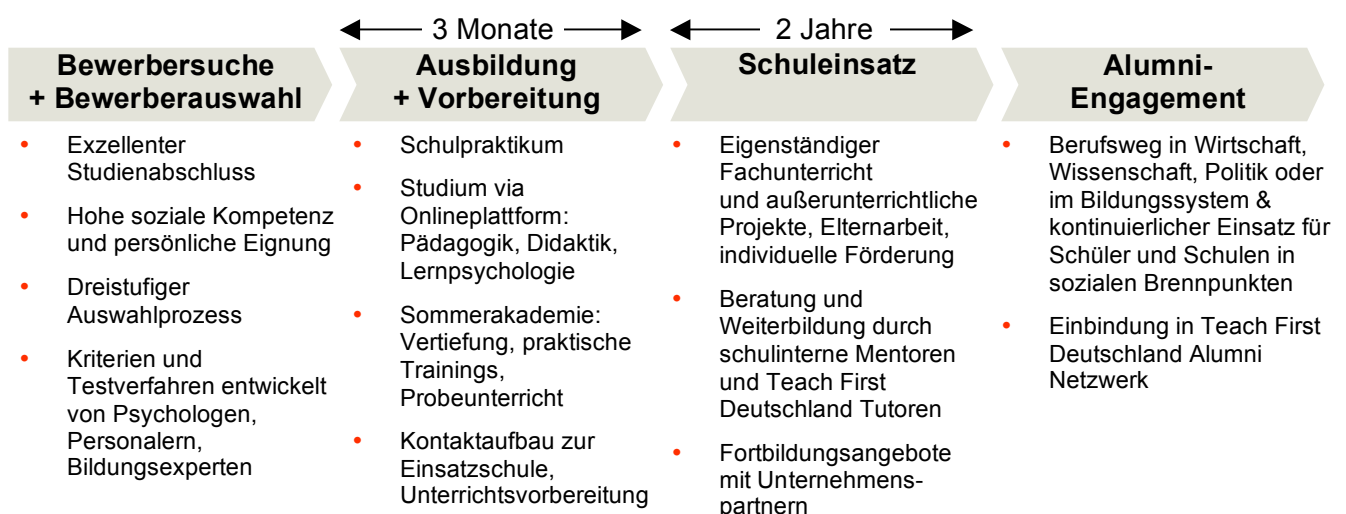 3 Monate
2 Jahre
Bewerbersuche
+ Bewerberauswahl
• Exzellenter
Studienabschluss
• Hohe soziale Kompetenz
und persönliche Eignung
• Dreistufiger
Auswahlprozess
• Kriterien und
Testverfahren entwickelt
von Psychologen,
Personalern,
Bildungsexperten
Ausbildung
+ Vorbereitung
• Schulpraktikum
• Studium via
Onlineplattform:
Pädagogik, Didaktik,
Lernpsychologie
• Sommerakademie:
Vertiefung, praktische
Trainings,
Probeunterricht
• Kontaktaufbau zur
Einsatzschule,
Unterrichtsvorbereitung
Schuleinsatz
• Eigenständiger
Fachunterricht
und außerunterrichtliche
Projekte, Elternarbeit,
individuelle Förderung
• Beratung und
Weiterbildung durch
schulinterne Mentoren
und Teach First
Deutschland Tutoren
• Fortbildungsangebote
mit Unternehmens-
partnern
Alumni-
Engagement
• Berufsweg in Wirtschaft,
Wissenschaft, Politik oder
im Bildungssystem &
kontinuierlicher Einsatz für
Schüler und Schulen in
sozialen Brennpunkten
• Einbindung in Teach First
Deutschland Alumni
Netzwerk